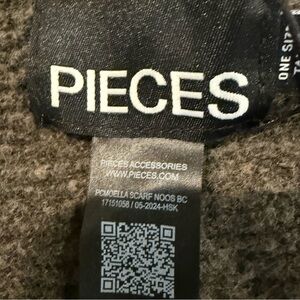 PIECES
ONE SIZE
PIECES ACCESSORIES
WWW.PIECES.COM
PCMOELLA SCARF NOOS BC
17151058 / 05-2024-HSK